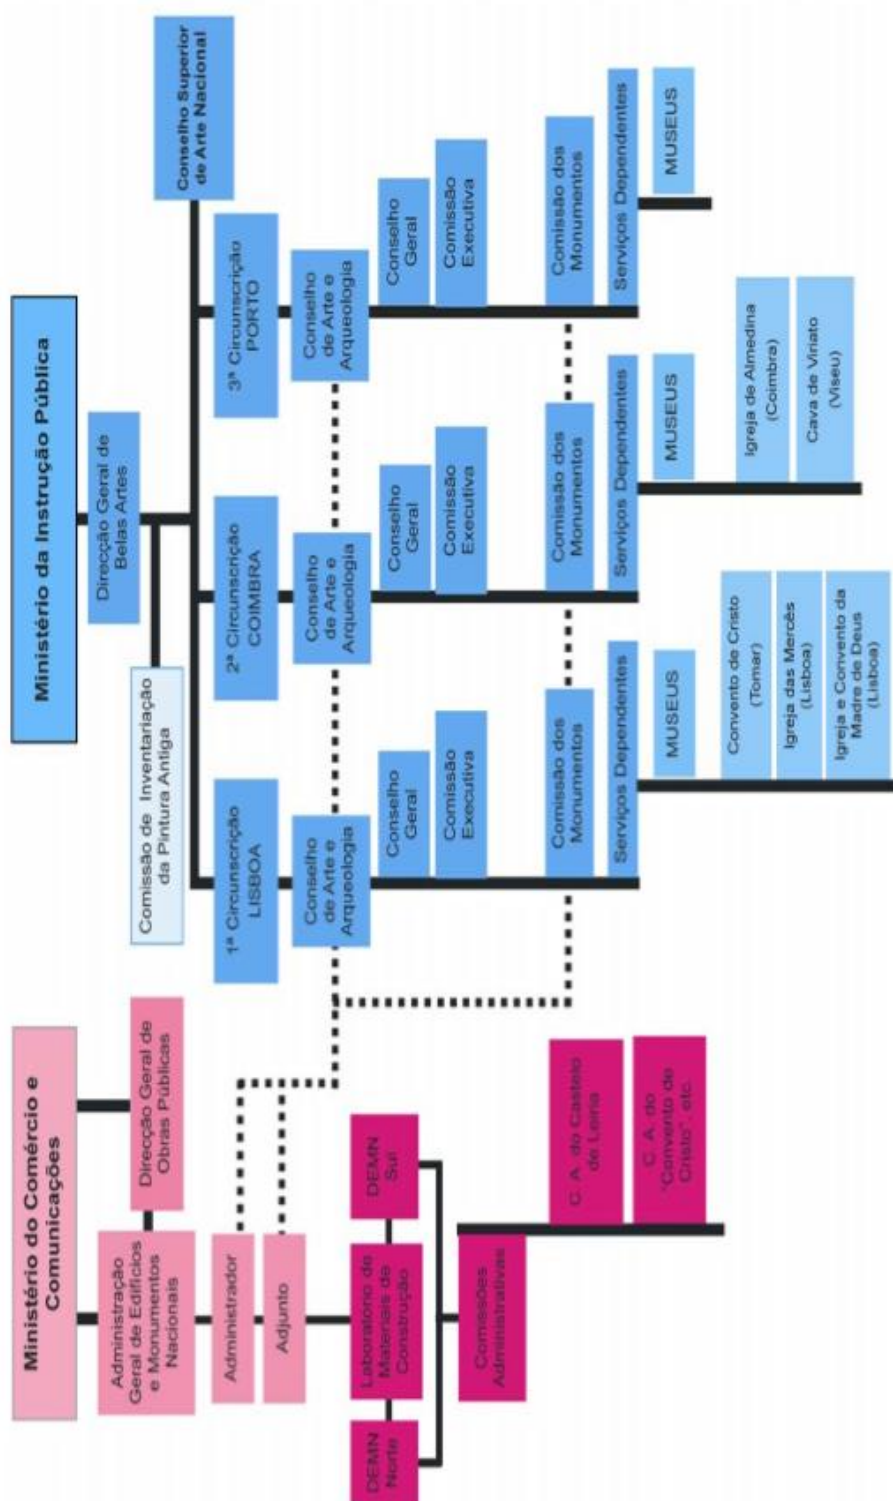 Ministério do Comércio e
Comunicações
Administração
Geral de Edifícios
e Monumentos
Nacionais
Direcção Geral de
Obras Públicas
Administrador
Adjunto
DEMN
Norte
Laboratório de
Materiais de
Construção
DEMN
Sul
Comissões
Administrativas
C. A. do Castelo
de Leiria
C. A. do
"Convento de
Cristo", etc.
Ministério da Instrução Pública
Direcção Geral de
Belas Artes
Comissão de Inventariação
da Pintura Antiga
Conselho Superior
de Arte Nacional
1ª Circunscrição
LISBOA
Conselho
de Arte e
Arqueologia
Conselho
Geral
Comissão
Executiva
Comissão dos
Monumentos
Serviços Dependentes
MUSEUS
Convento de Cristo
(Tomar)
Igreja das Mercês
(Lisboa)
Igreja e Convento da
Madre de Deus
(Lisboa)
2ª Circunscrição
COIMBRA
Conselho
de Arte e
Arqueologia
Conselho
Geral
Comissão
Executiva
Comissão dos
Monumentos
Serviços Dependentes
MUSEUS
Igreja de Almedina
(Coimbra)
Cava de Viriato
(Viseu)
3ª Circunscrição
PORTO
Conselho
de Arte e
Arqueologia
Conselho
Geral
Comissão
Executiva
Comissão dos
Monumentos
Serviços Dependentes
MUSEUS